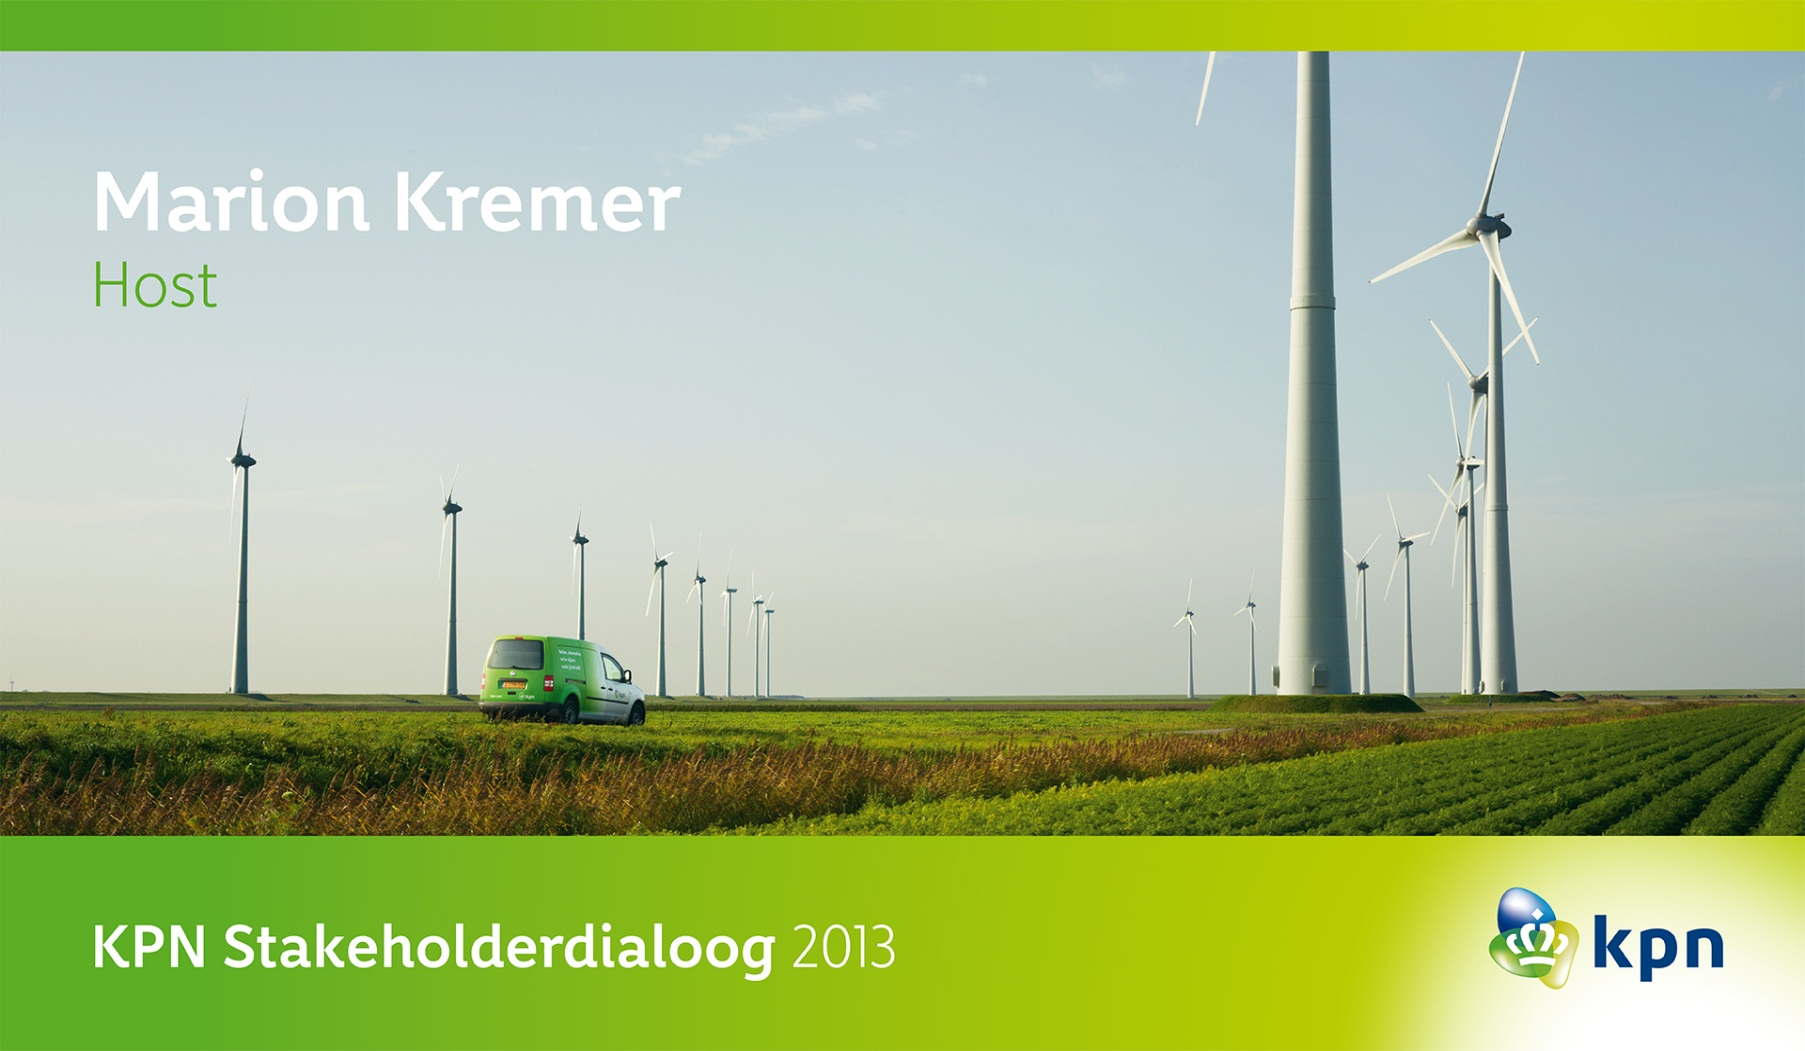 Marion Kremer
Host
KPN Stakeholderdialoog 2013
kpn